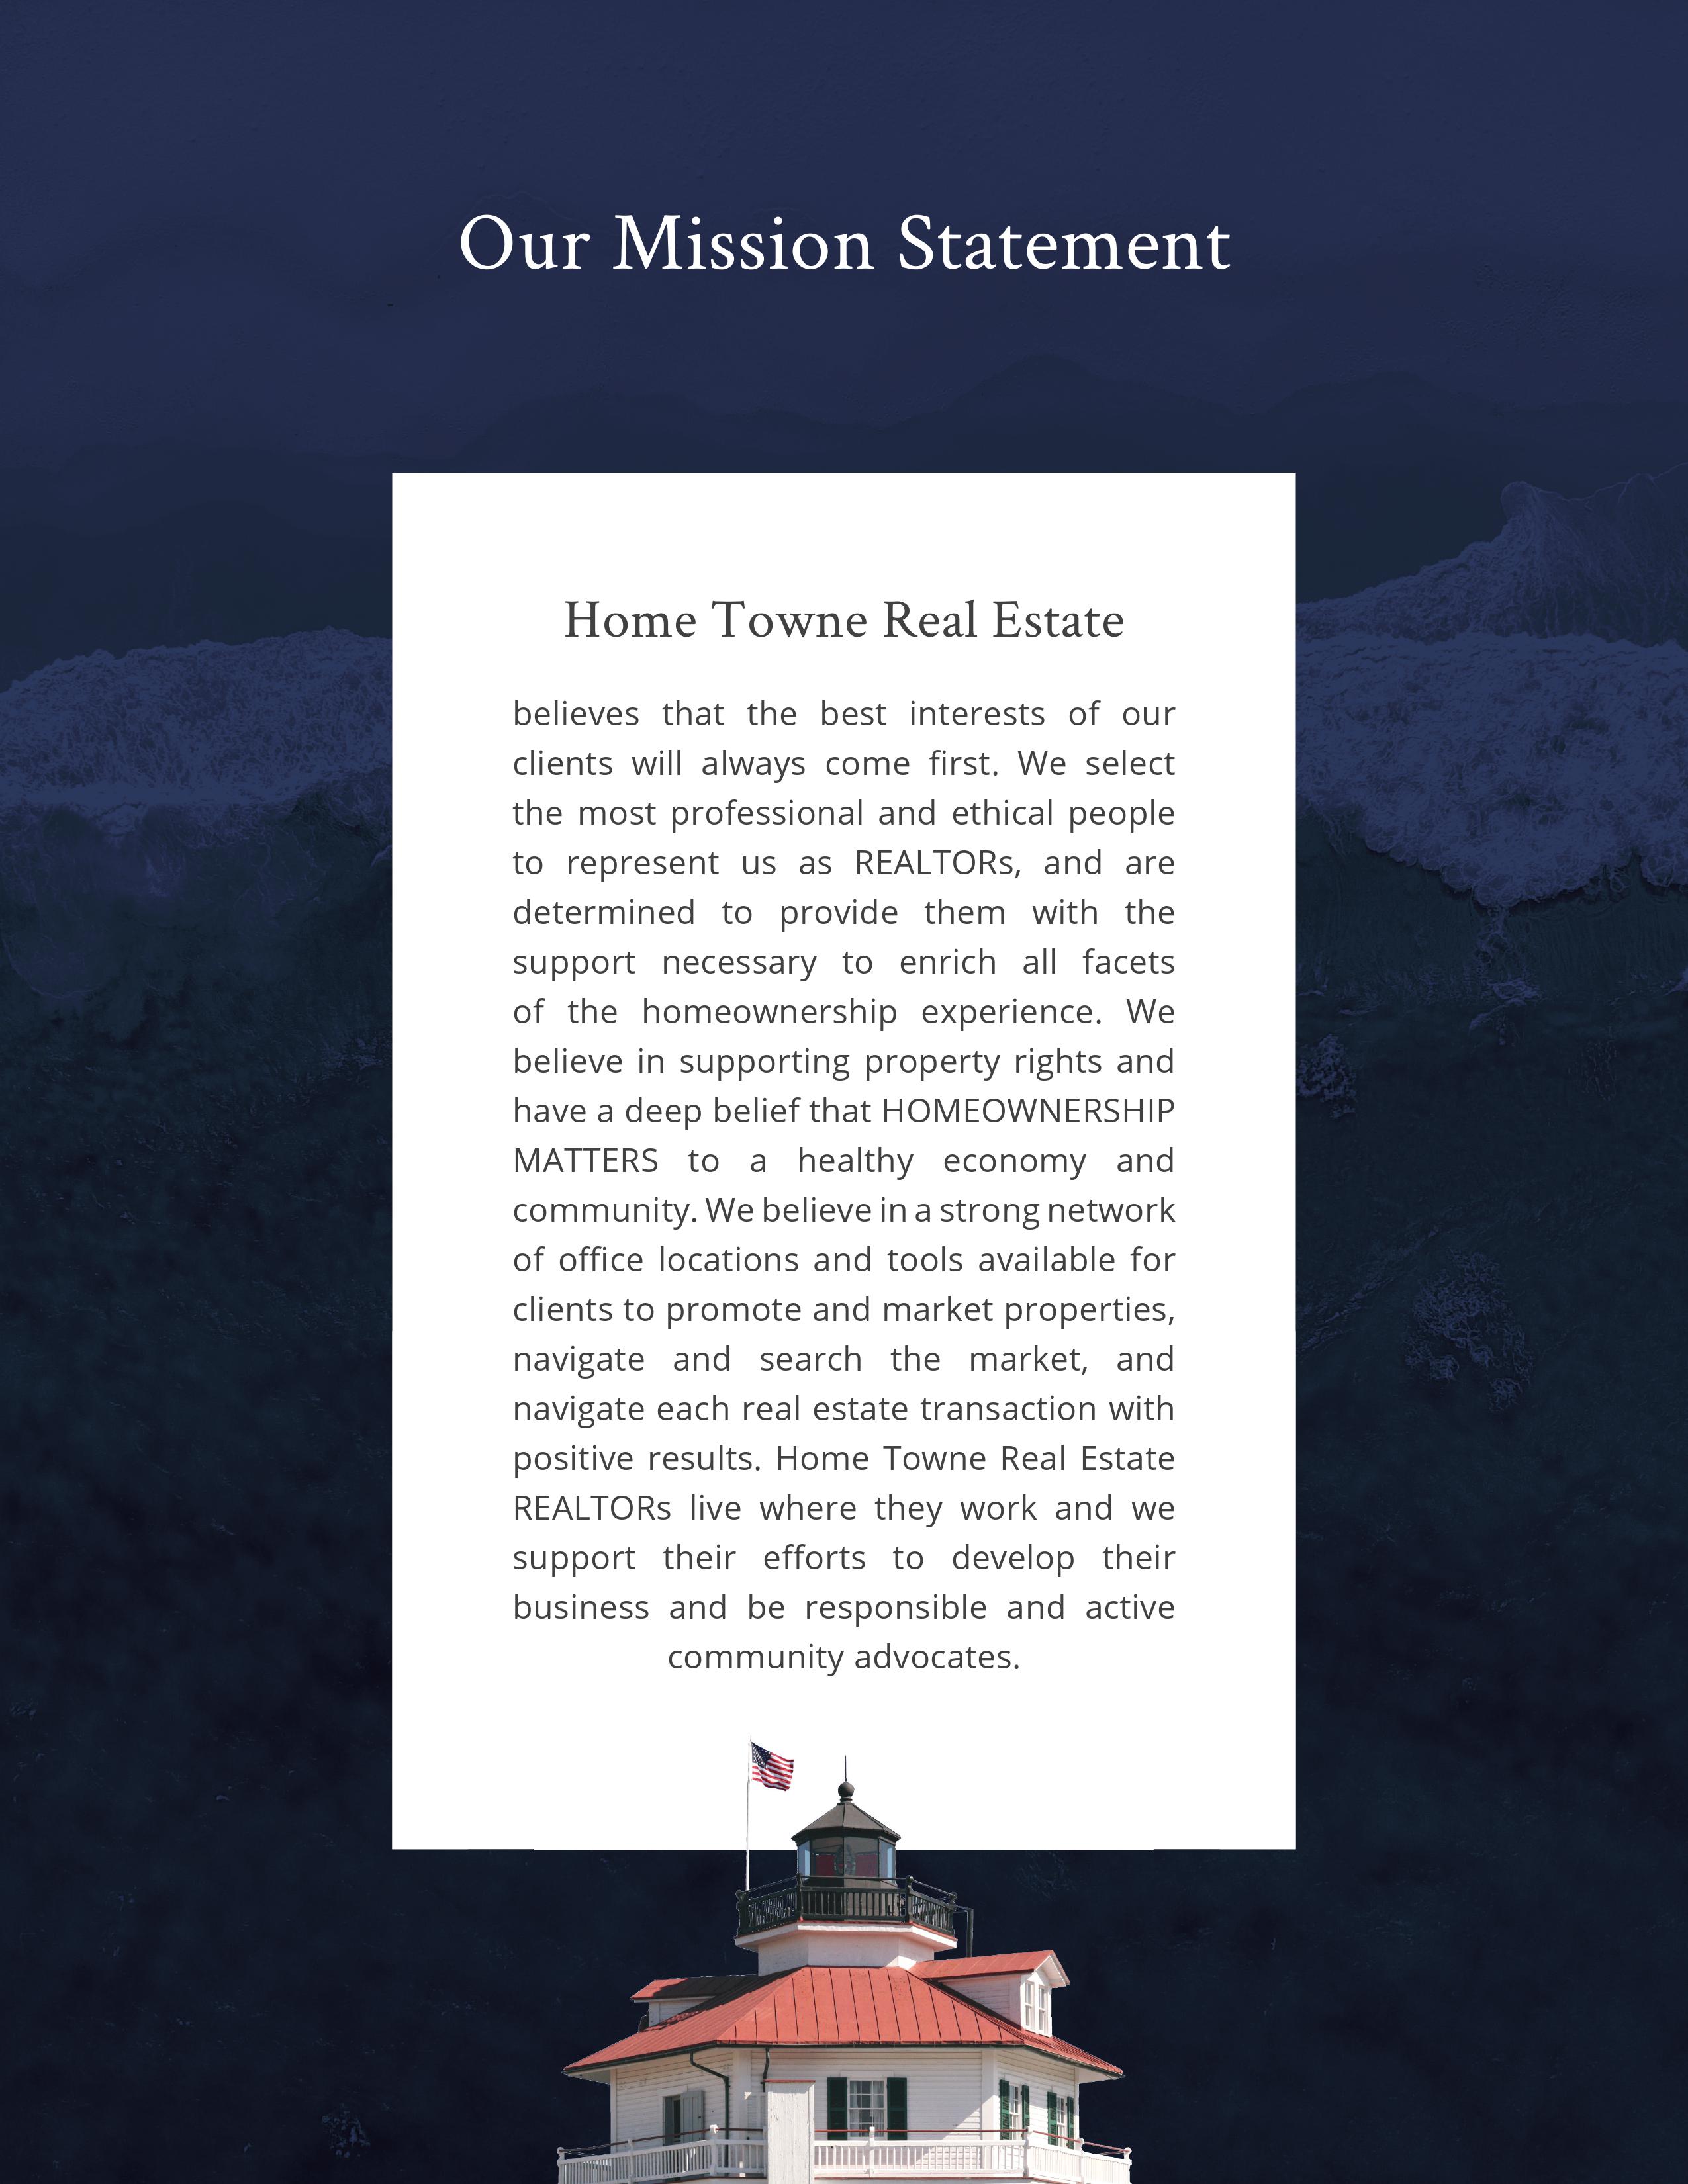 Our Mission Statement
Home Towne Real Estate
believes that the best interests of our
clients will always come first. We select
the most professional and ethical people
to represent us as REALTORs, and are
determined to provide them with the
support necessary to enrich all facets
of the homeownership experience. We
believe in supporting property rights and
have a deep belief that HOMEOWNERSHIP
MATTERS to a healthy economy and
community. We believe in a strong network
of office locations and tools available for
clients to promote and market properties,
navigate and search the market, and
navigate each real estate transaction with
positive results. Home Towne Real Estate
REALTORs live where they work and we
support their efforts to develop their
business and be responsible and active
community advocates.